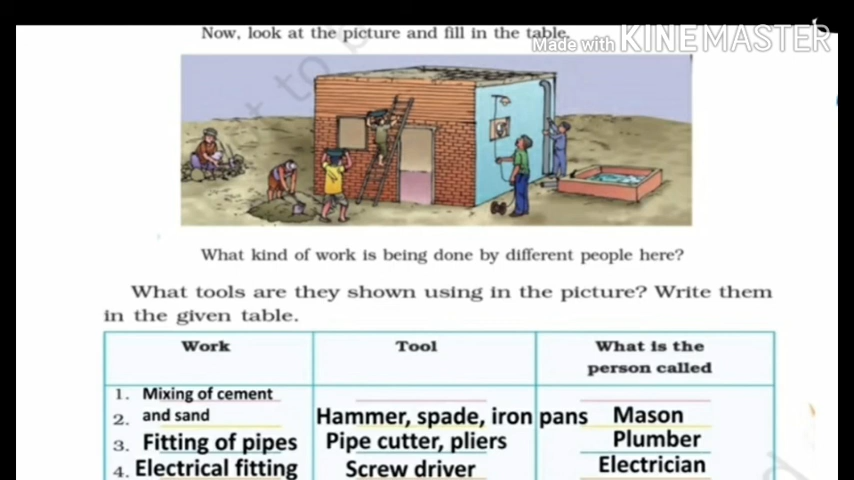 Now, look at the picture and fill in the table.
Made with KINEMASTER
What kind of work is being done by different people here?
What tools are they shown using in the picture? Write them
in the given table.
Work Tool What is the
person called
1. Mixing of cement
2. and sand Hammer, spade, iron pans Mason
3. Fitting of pipes Pipe cutter, pliers Plumber
4. Electrical fitting Screw driver Electrician